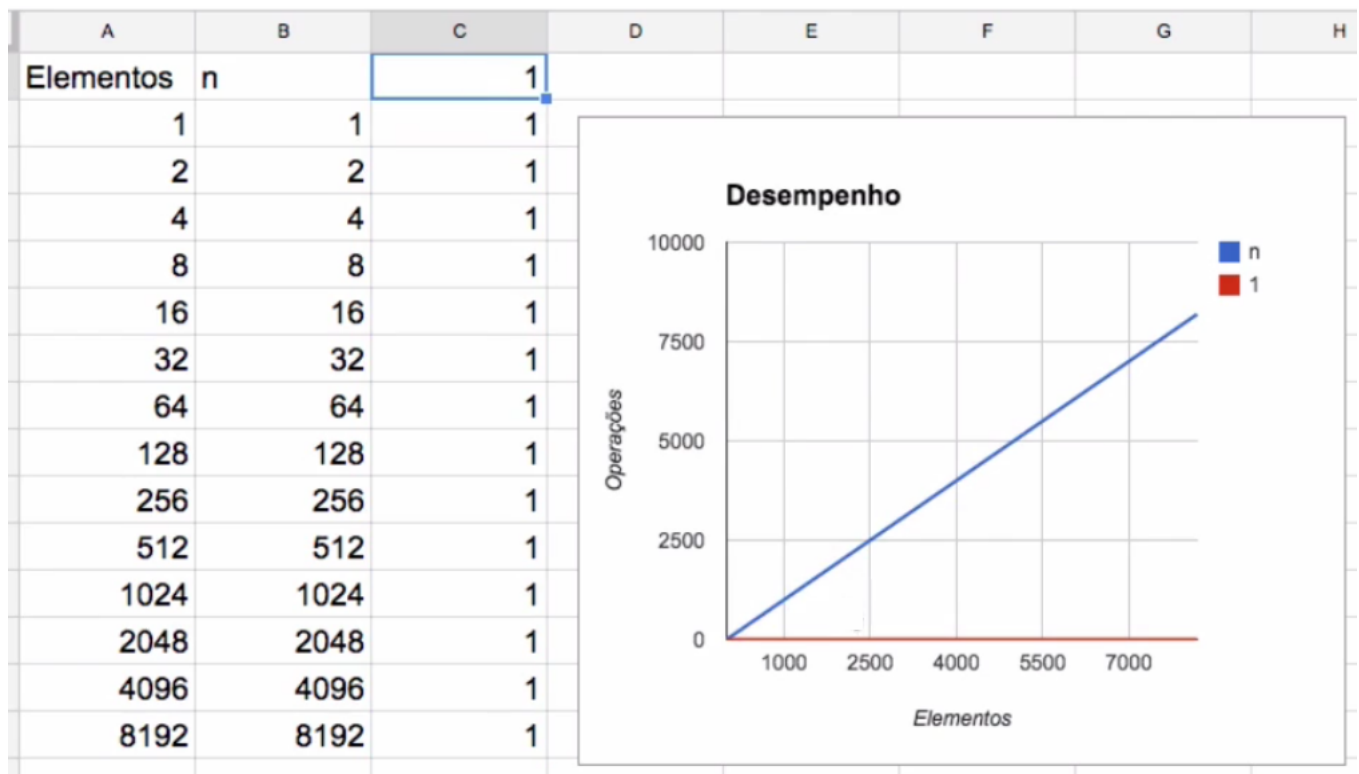 A B C D E F G H
Elementos n 1
1 1 1
2 2 1
4 4 1
8 8 1
16 16 1
32 32 1
64 64 1
128 128 1
256 256 1
512 512 1
1024 1024 1
2048 2048 1
4096 4096 1
8192 8192 1
Desempenho
10000
7500
5000
2500
0
Operações
1000 2500 4000 5500 7000
Elementos
n
1